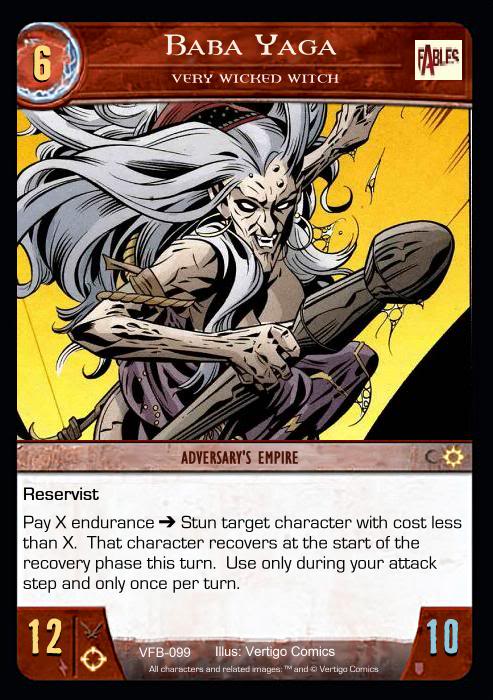 6
BABA YAGA
FABLES
VERY WICKED WITCH
ADVERSARY'S EMPIRE
Reservist
Pay X endurance ➔ Stun target character with cost less
than X. That character recovers at the start of the
recovery phase this turn. Use only during your attack
step and only once per turn.
12
10
VFB-099 Illus: Vertigo Comics
All characters and related images: ™ and © Vertigo Comics